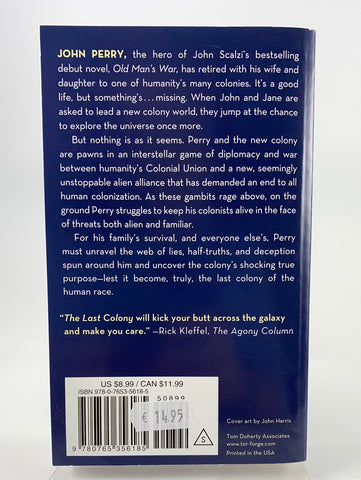 JOHN PERRY, the hero of John Scalzi's bestselling
debut novel, Old Man's War, has retired with his wife and
daughter to one of humanity's many colonies. It's a good
life, but something's...missing. When John and Jane are
asked to lead a new colony world, they jump at the chance
to explore the universe once more.
But nothing is as it seems. Perry and the new colony
are pawns in an interstellar game of diplomacy and war
between humanity's Colonial Union and a new, seemingly
unstoppable alien alliance that has demanded an end to all
human colonization. As these gambits rage above, on the
ground Perry struggles to keep his colonists alive in the face
of threats both alien and familiar.
For his family's survival, and everyone else's, Perry
must unravel the web of lies, half-truths, and deception
spun around him and uncover the colony's shocking true
purpose—lest it become, truly, the last colony of the
human race.
“The Last Colony will kick your butt across the galaxy
and make you care.” —Rick Kleffel, The Agony Column
US $8.99 / CAN $11.99
ISBN 978-0-7653-5618-5
50899
€ 14.95
S
9 780765 356185
Cover art by John Harris
Tom Doherty Associates
www.tor-forge.com
Printed in the USA